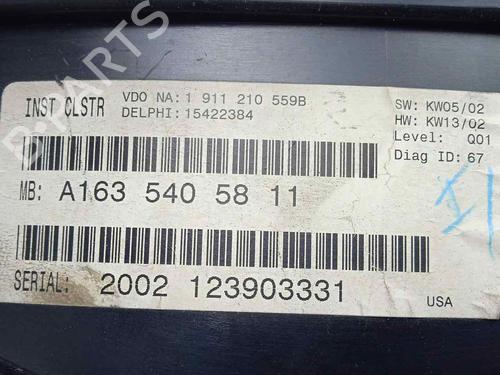 INST CLSTR
VDO NA: 1 911 210 559B
DELPHI: 15422384
SW: KW05/02
HW: KW13/02
Level: Q01
Diag ID: 67
MB: A163 540 58 11
SERIAL: 2002 123903331
USA
B-PARTS